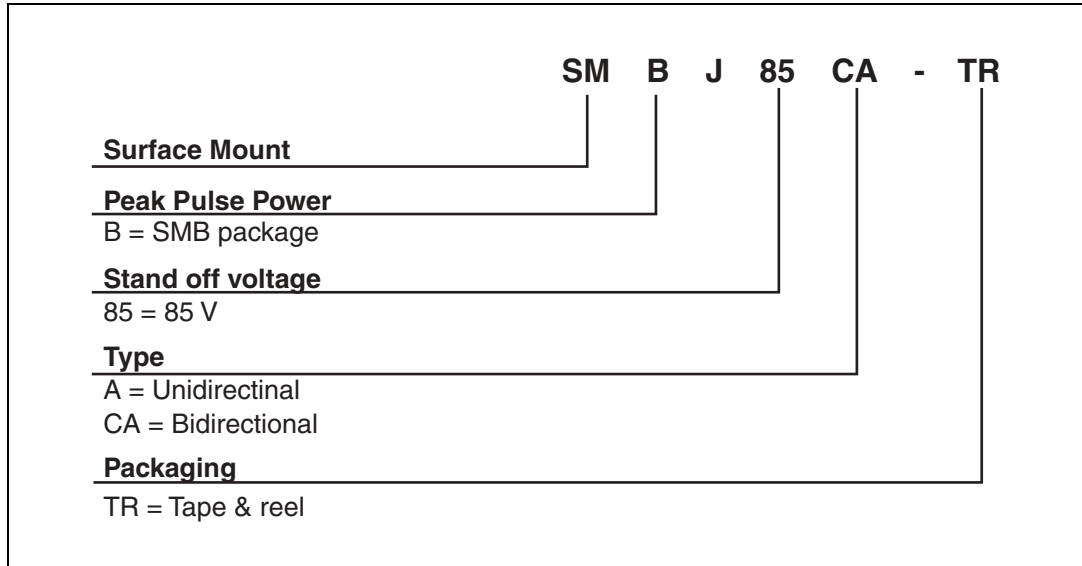 SM B J 85 CA - TR
Surface Mount
Peak Pulse Power
B = SMB package
Stand off voltage
85 = 85 V
Type
A = Unidirectinal
CA = Bidirectional
Packaging
TR = Tape & reel